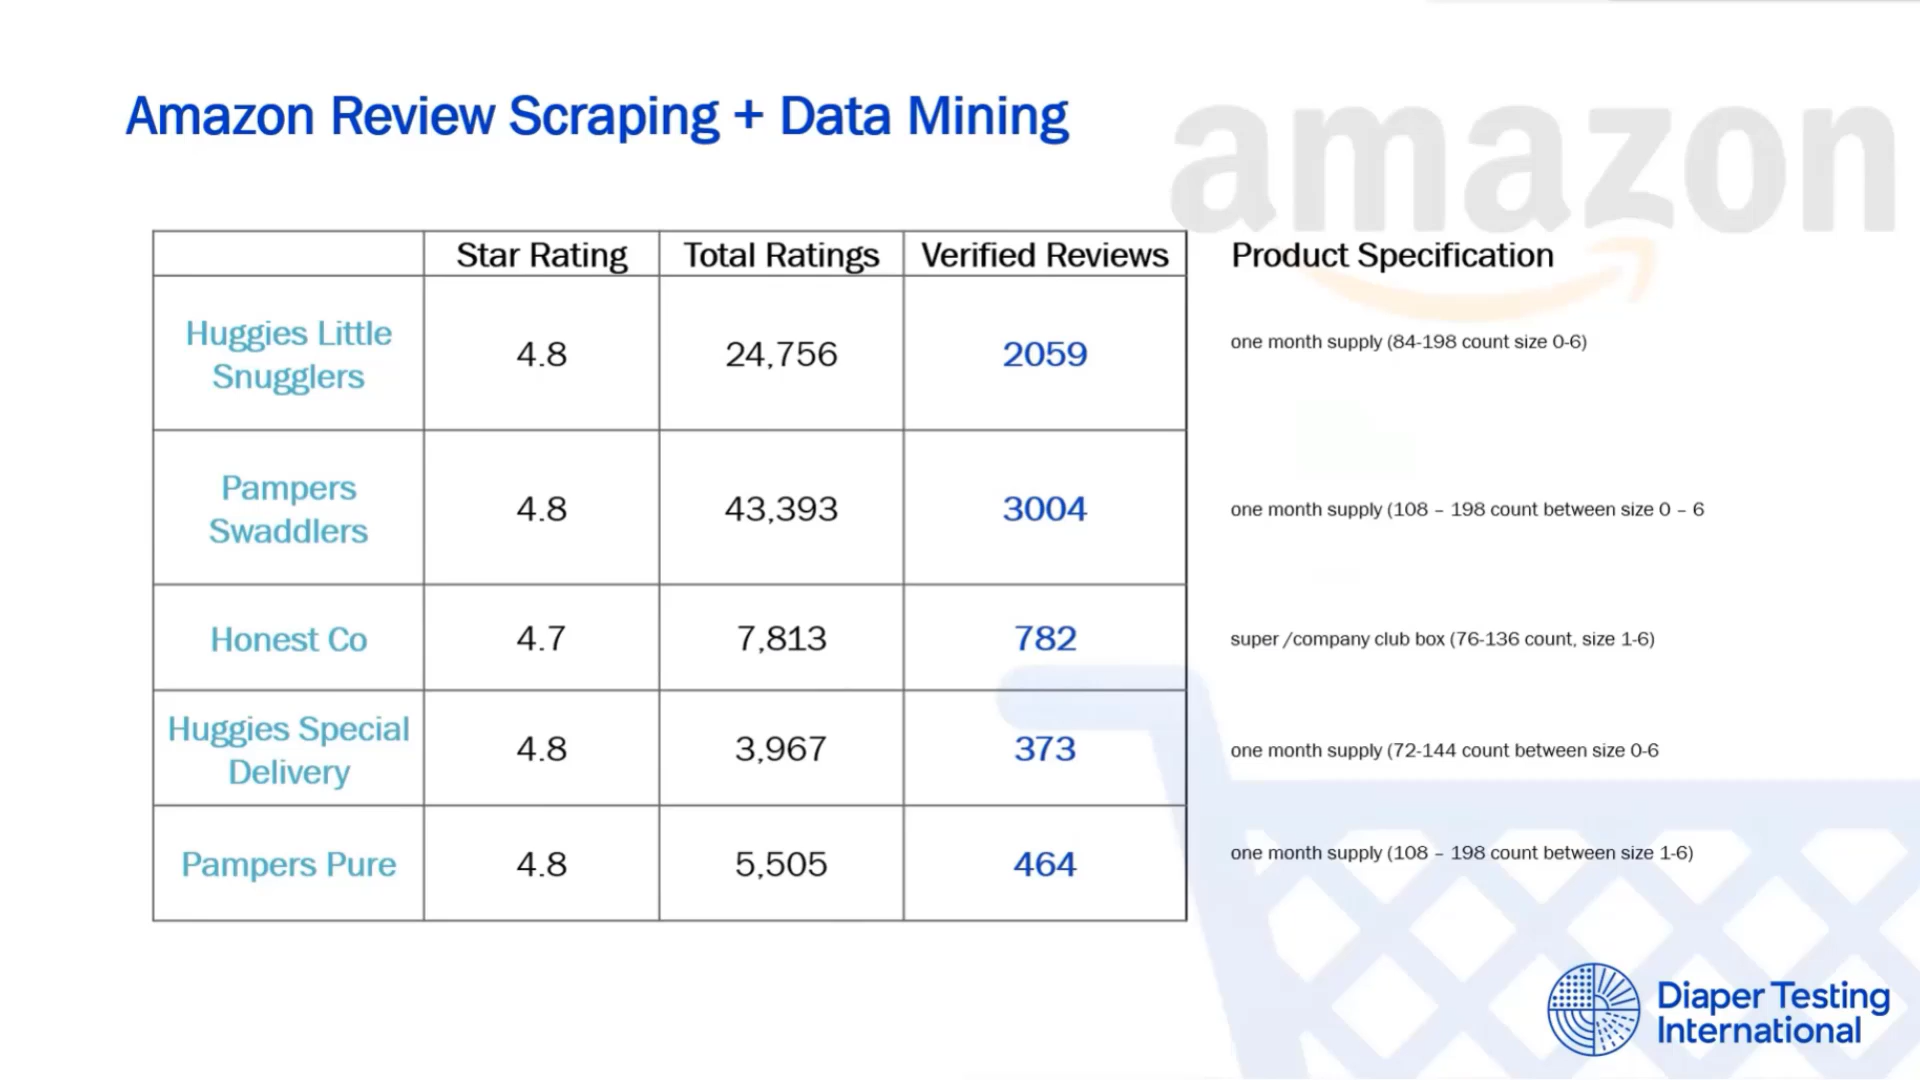 amazon
Amazon Review Scraping + Data Mining
Star Rating
Total Ratings
Verified Reviews
Product Specification
Huggies Little
Snugglers
4.8
24,756
2059
one month supply (84-198 count size 0-6)
Pampers
Swaddlers
4.8
43,393
3004
one month supply (108 – 198 count between size 0 – 6
Honest Co
4.7
7,813
782
super /company club box (76-136 count, size 1-6)
Huggies Special
Delivery
4.8
3,967
373
one month supply (72-144 count between size 0-6
Pampers Pure
4.8
5,505
464
one month supply (108 – 198 count between size 1-6)
Diaper Testing
International